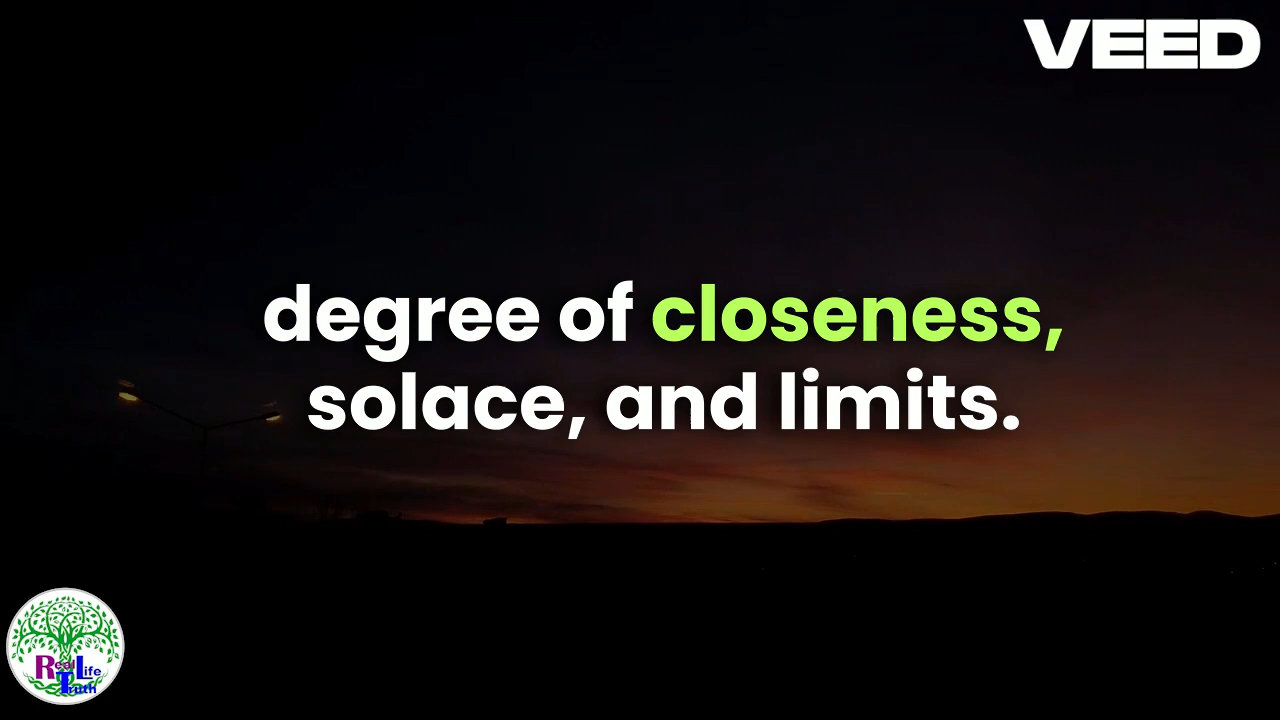 VEED
degree of closeness,
solace, and limits.
Real Life
Truth